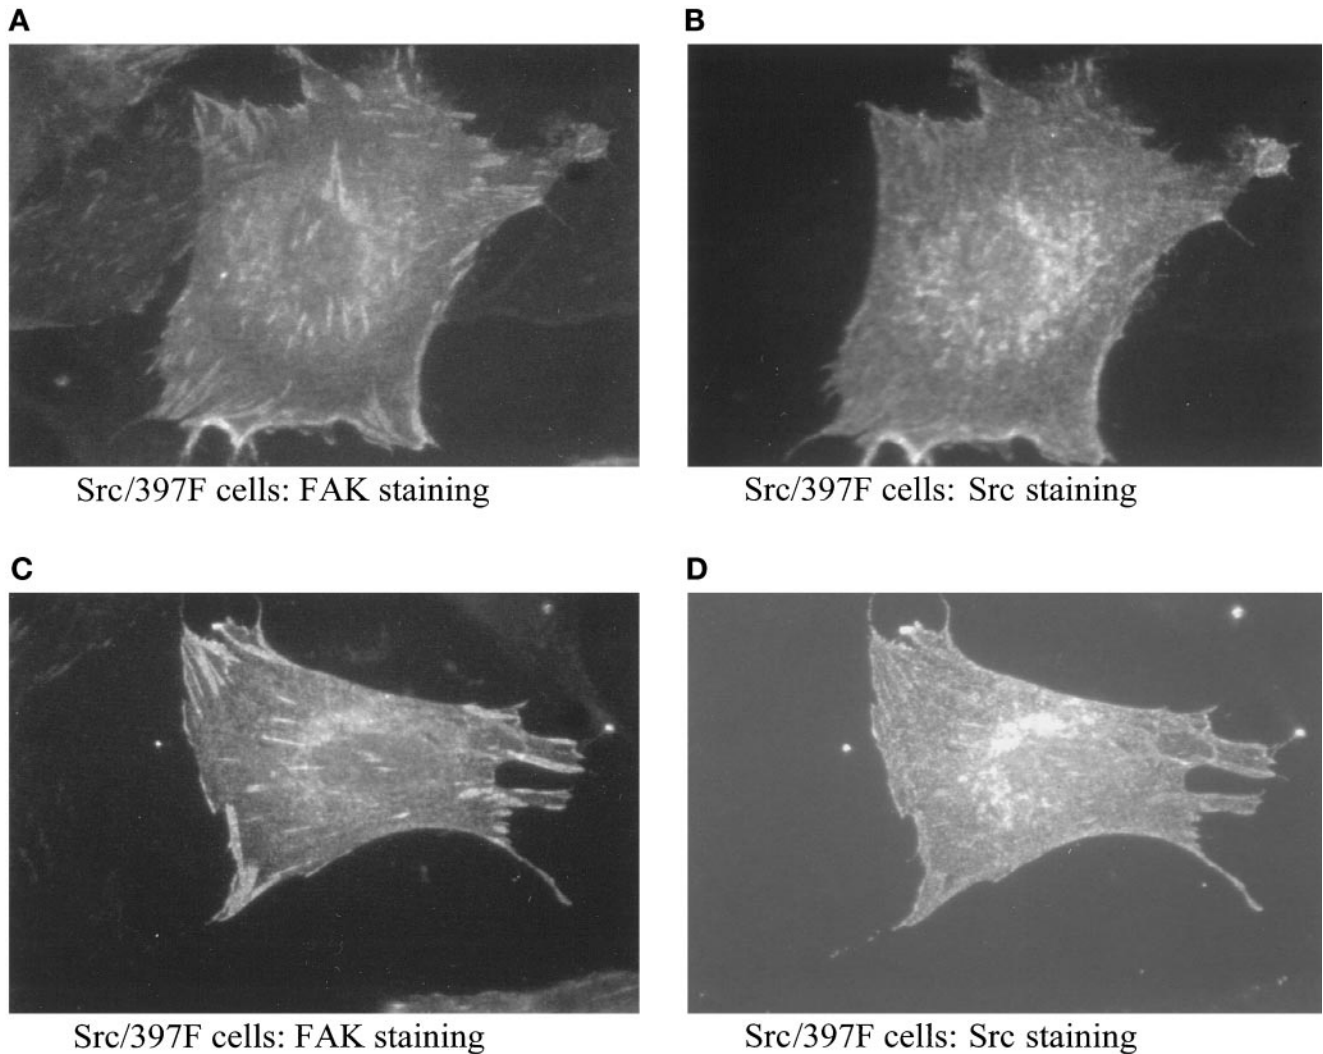 A
B
Src/397F cells: FAK staining
Src/397F cells: Src staining
C
D
Src/397F cells: FAK staining
Src/397F cells: Src staining